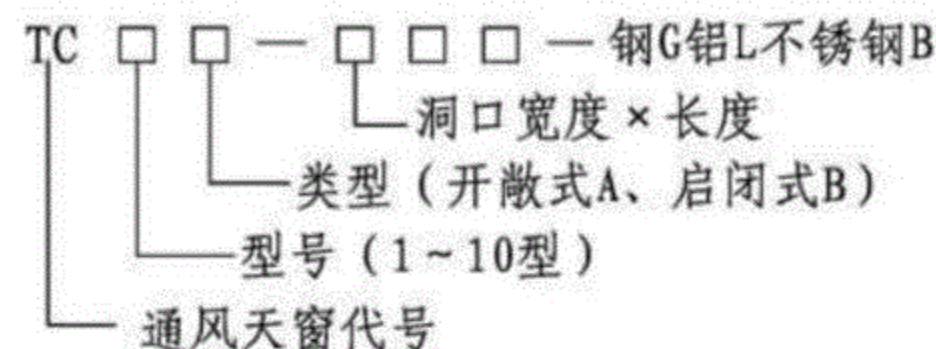 TC □ □ — □ □ □ — 钢G铝L不锈钢B
洞口宽度×长度
类型（开敞式A、启闭式B）
型号（1~10型）
通风天窗代号